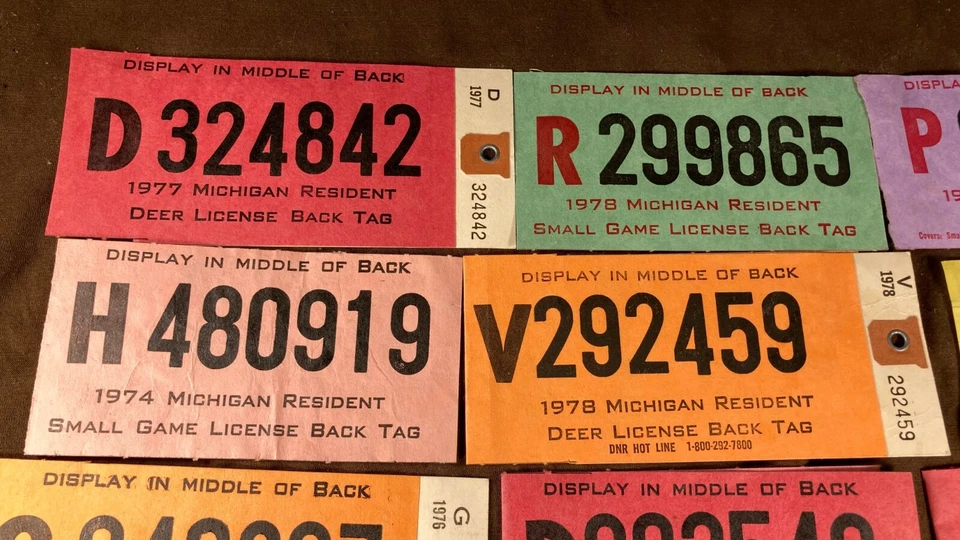 DISPLAY IN MIDDLE OF BACK
D 324842
1977 MICHIGAN RESIDENT
DEER LICENSE BACK TAG
D
1977
324842
DISPLAY IN MIDDLE OF BACK
R 299865
1978 MICHIGAN RESIDENT
SMALL GAME LICENSE BACK TAG
P
DISPLAY IN MIDDLE OF BACK
H 480919
1974 MICHIGAN RESIDENT
SMALL GAME LICENSE BACK TAG
DISPLAY IN MIDDLE OF BACK
V292459
1978 MICHIGAN RESIDENT
DEER LICENSE BACK TAG
DNR HOT LINE 1-800-292-7800
V
1978
292459
DISPLAY IN MIDDLE OF BACK
G
1976
DISPLAY IN MIDDLE OF BACK